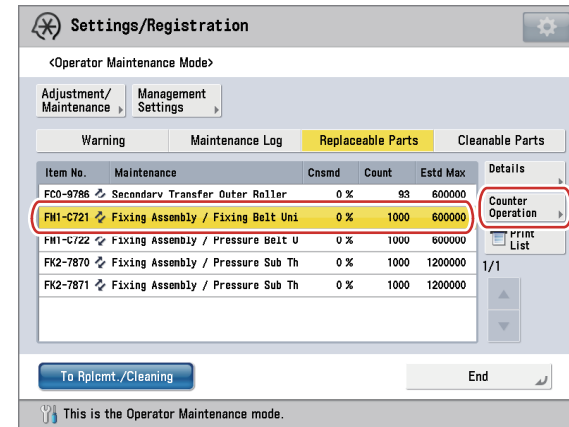 Settings/Registration
<Operator Maintenance Mode>
Adjustment/
Maintenance
Management
Settings
Warning Maintenance Log Replaceable Parts Cleanable Parts
Item No. Maintenance Cnsmd Count Estd Max
FC0-9786 Secondary Transfer Outer Roller 0 % 93 600000
FM1-C721 Fixing Assembly / Fixing Belt Uni 0 % 1000 600000
FM1-C722 Fixing Assembly / Pressure Belt U 0 % 1000 600000
FK2-7870 Fixing Assembly / Pressure Sub Th 0 % 1000 1200000
FK2-7871 Fixing Assembly / Pressure Sub Th 0 % 1000 1200000
Details
Counter
Operation
Print
List
1/1
To Rplcmt./Cleaning
End
This is the Operator Maintenance mode.